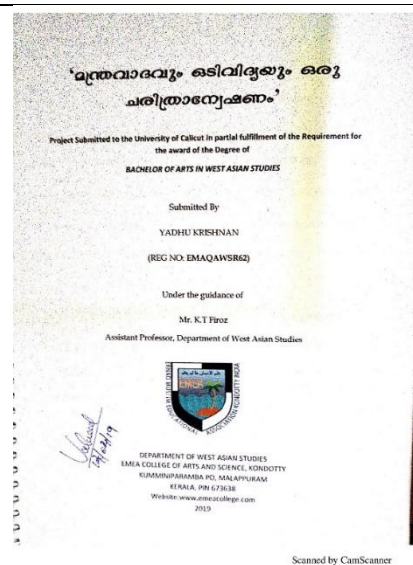 'മന്ത്രവാദവും ഒടിവിദ്യയും ഒരു
ചരിത്രാന്വേഷണം'
Project Submitted to the University of Calicut in partial fulfillment of the Requirement for
the award of the Degree of
BACHELOR OF ARTS IN WEST ASIAN STUDIES
Submitted By
YADHU KRISHNAN
(REG NO: EMAQAWSR62)
Under the guidance of
Mr. K.T Firoz
Assistant Professor, Department of West Asian Studies
EMEA
DEPARTMENT OF WEST ASIAN STUDIES
EMEA COLLEGE OF ARTS AND SCIENCE, KONDOTTY
KUMMINIPARAMBA PO, MALAPPURAM
KERALA, PIN 673638
Website:www.emeacollege.com
2019
Scanned by CamScanner